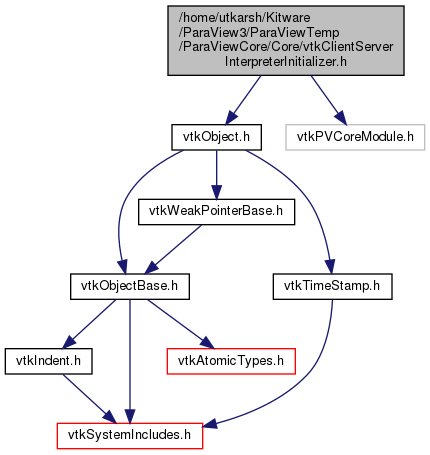 /home/utkarsh/Kitware
/ParaView3/ParaViewTemp
/ParaViewCore/Core/vtkClientServer
InterpreterInitializer.h
vtkObject.h
vtkPVCoreModule.h
vtkWeakPointerBase.h
vtkObjectBase.h
vtkTimeStamp.h
vtkIndent.h
vtkAtomicTypes.h
vtkSystemIncludes.h